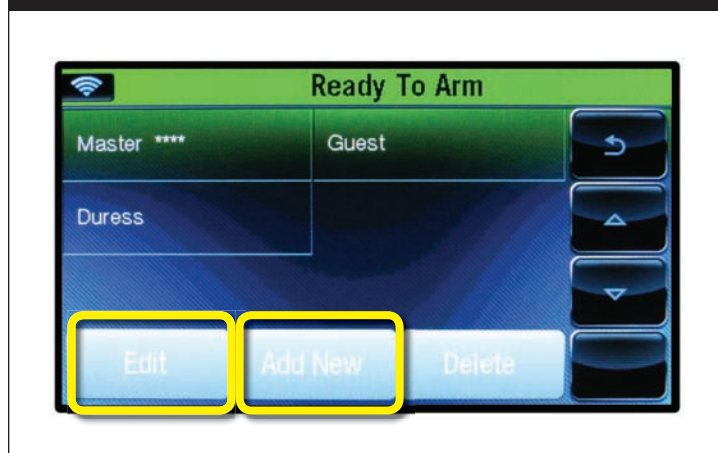 Ready To Arm
Master ****
Guest
Duress
Edit
Add New
Delete